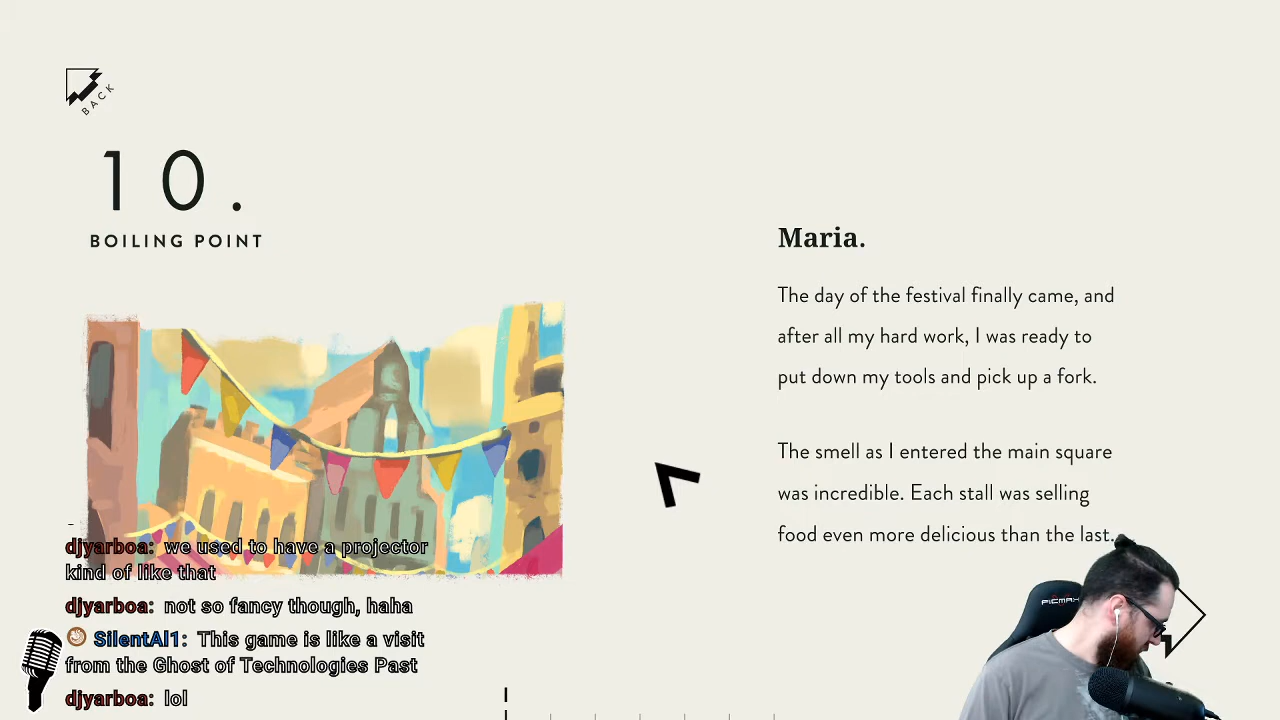 BACK
10.
BOILING POINT
Maria.
The day of the festival finally came, and
after all my hard work, I was ready to
put down my tools and pick up a fork.
The smell as I entered the main square
was incredible. Each stall was selling
food even more delicious than the last.
djyarboa: we used to have a projector
kind of like that
djyarboa: not so fancy though, haha
SilentAl1: This game is like a visit
from the Ghost of Technologies Past
djyarboa: lol
PICMAX